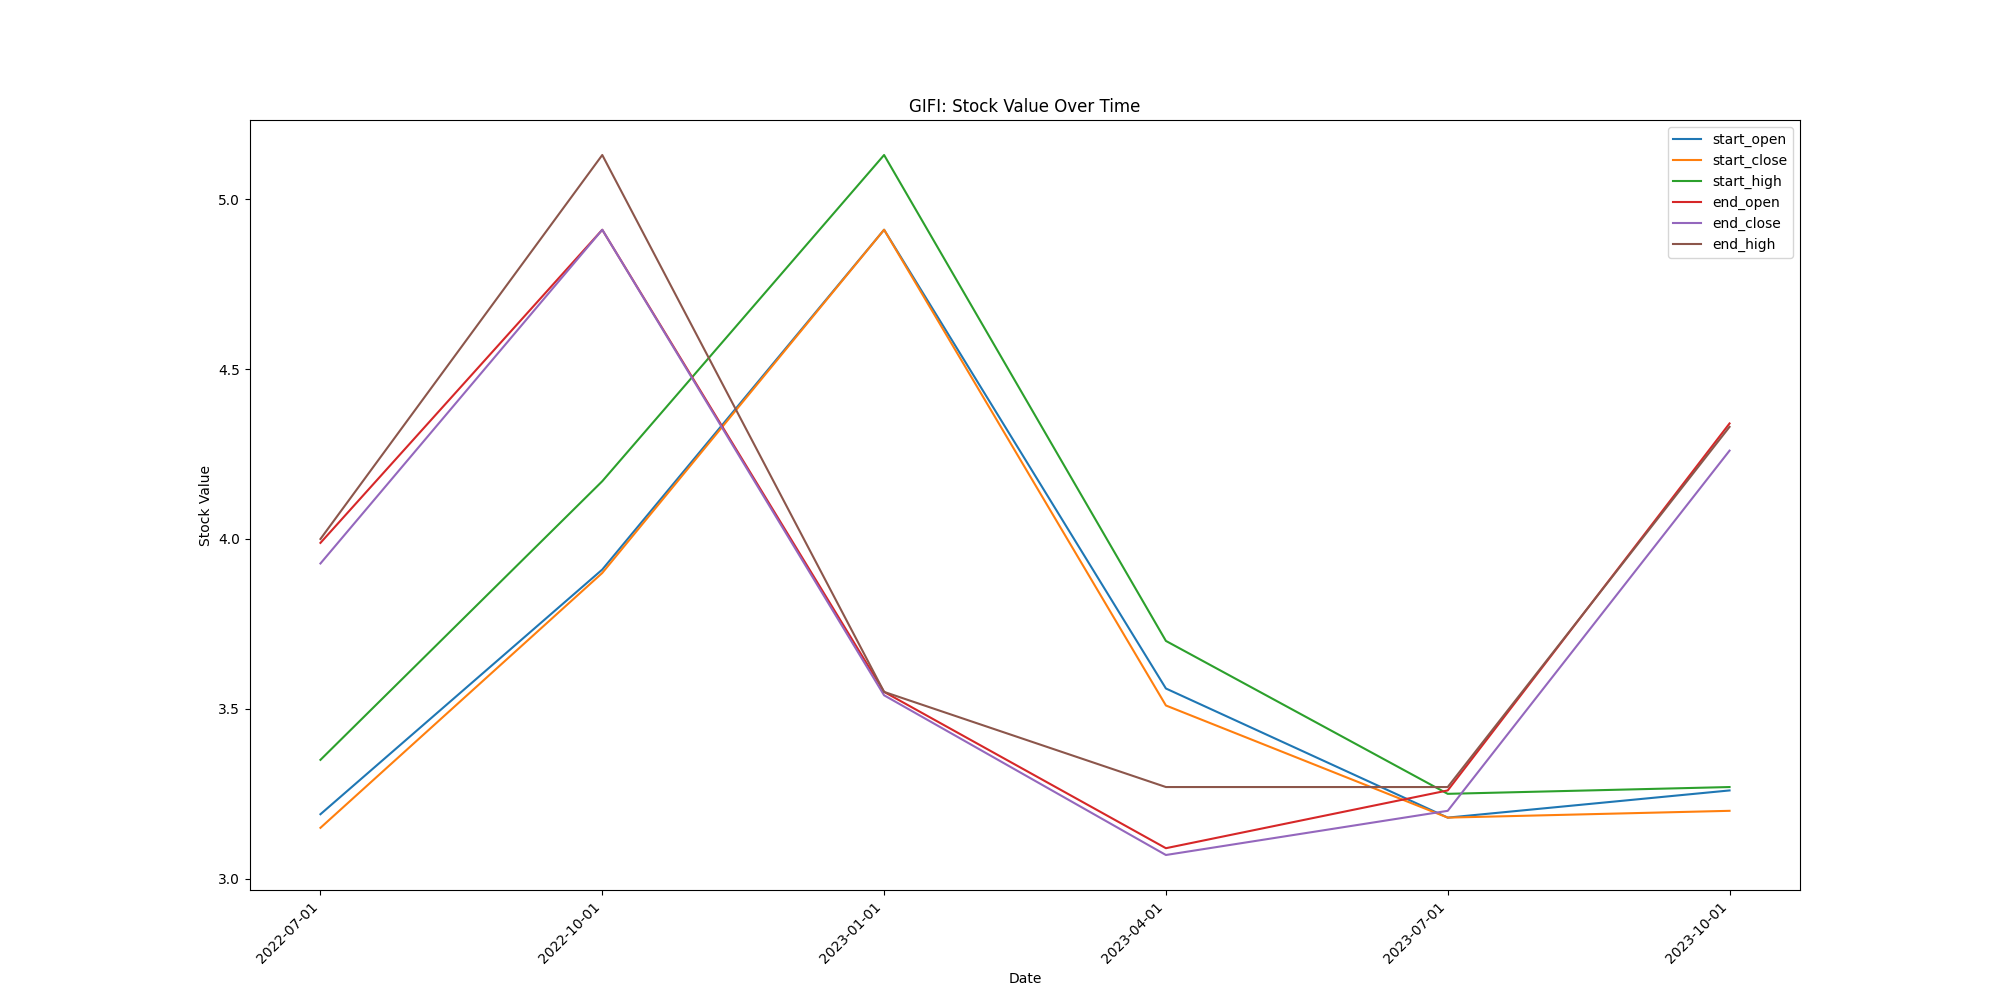 GIFI: Stock Value Over Time
start_open
start_close
start_high
end_open
end_close
end_high
Stock Value
5.0
4.5
4.0
3.5
3.0
2022-07-01
2022-10-01
2023-01-01
2023-04-01
2023-07-01
2023-10-01
Date